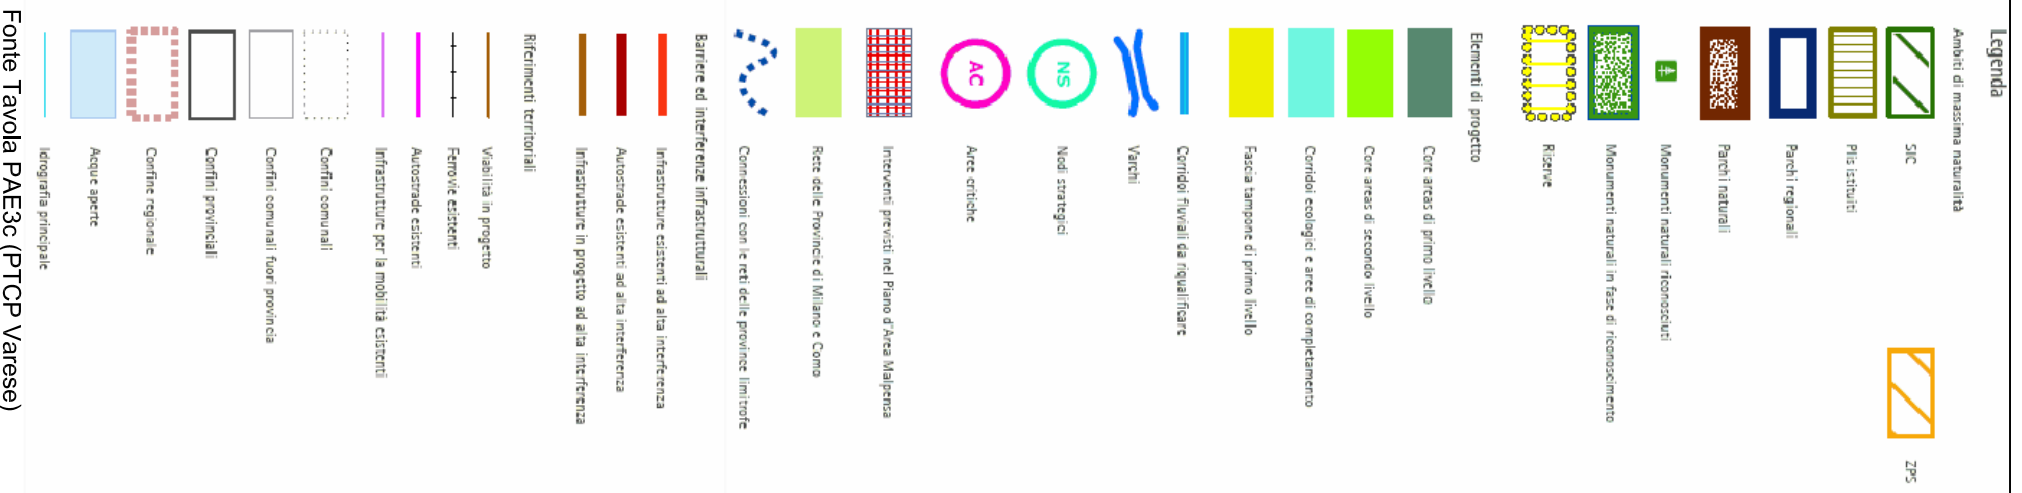 Legenda
Ambiti di massima naturalità
SIC
ZPS
Plis istituiti
Parchi regionali
Parchi naturali
Monumenti naturali riconosciuti
Monumenti naturali in fase di riconoscimento
Riserve
Elementi di progetto
Core areas di primo livello
Core areas di secondo livello
Corridoi ecologici e aree di completamento
Fascia tampone di primo livello
Corridoi fluviali da riqualificare
Varchi
NS
Nodi strategici
AC
Aree critiche
Interventi previsti nel Piano d'Area Malpensa
Rete delle Provincie di Milano e Como
Connessioni con le reti delle province limitrofe
Barriere ed interferenze infrastrutturali
Infrastrutture esistenti ad alta interferenza
Autostrade esistenti ad alta interferenza
Infrastrutture in progetto ad alta interferenza
Riferimenti territoriali
Viabilità in progetto
Ferrovie esistenti
Autostrade esistenti
Infrastrutture per la mobilità esistenti
Confini comunali
Confini comunali fuori provincia
Confini provinciali
Confine regionale
Acque aperte
Idrografia principale
Fonte Tavola PAE3c (PTCP Varese)